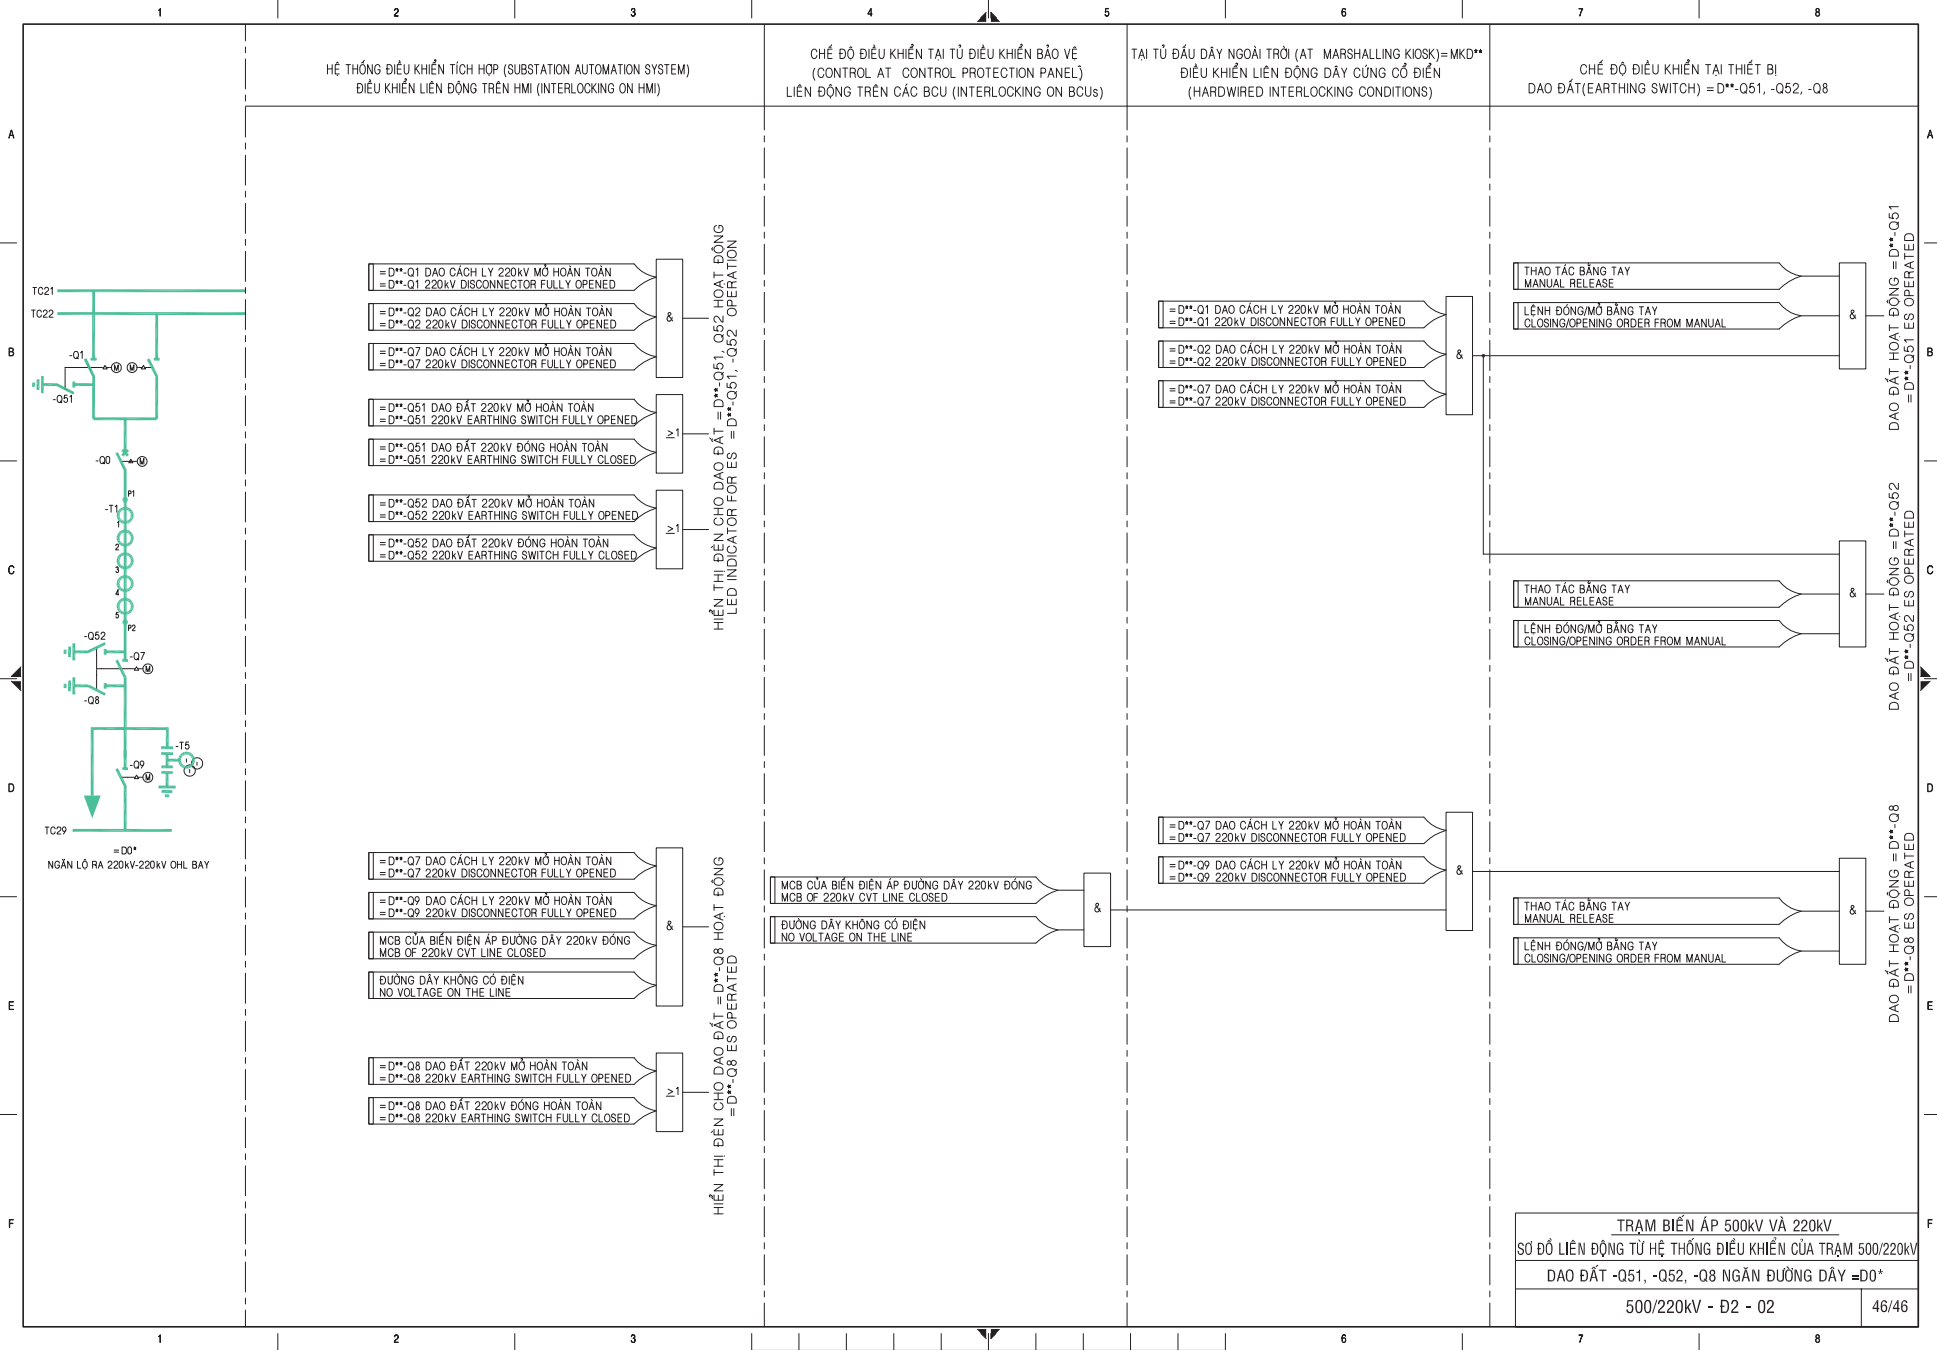 1 2 3 4 5 6 7 8
HỆ THỐNG ĐIỀU KHIỂN TÍCH HỢP (SUBSTATION AUTOMATION SYSTEM)
ĐIỀU KHIỂN LIÊN ĐỘNG TRÊN HMI (INTERLOCKING ON HMI)
CHẾ ĐỘ ĐIỀU KHIỂN TẠI TỦ ĐIỀU KHIỂN BẢO VỆ
(CONTROL AT CONTROL PROTECTION PANEL)
LIÊN ĐỘNG TRÊN CÁC BCU (INTERLOCKING ON BCUs)
TẠI TỦ ĐẤU DÂY NGOÀI TRỜI (AT MARSHALLING KIOSK)=MKD**
ĐIỀU KHIỂN LIÊN ĐỘNG DÂY CỨNG CỔ ĐIỂN
(HARDWIRED INTERLOCKING CONDITIONS)
CHẾ ĐỘ ĐIỀU KHIỂN TẠI THIẾT BỊ
DAO ĐẤT(EARTHING SWITCH) =D**-Q51, -Q52, -Q8
A
B
C
D
E
F
TC21
TC22
-Q1
M M
-Q51
-Q0
M
P1
-T1
1
2
3
4
5
P2
-Q52
-Q7
M
-Q8
-T5
-Q9
M
TC29
=D0*
NGĂN LỘ RA 220kV-220kV OHL BAY
=D**-Q1 DAO CÁCH LY 220kV MỞ HOÀN TOÀN
=D**-Q1 220kV DISCONNECTOR FULLY OPENED
=D**-Q2 DAO CÁCH LY 220kV MỞ HOÀN TOÀN
=D**-Q2 220kV DISCONNECTOR FULLY OPENED
=D**-Q7 DAO CÁCH LY 220kV MỞ HOÀN TOÀN
=D**-Q7 220kV DISCONNECTOR FULLY OPENED
&
=D**-Q51 DAO ĐẤT 220kV MỞ HOÀN TOÀN
=D**-Q51 220kV EARTHING SWITCH FULLY OPENED
=D**-Q51 DAO ĐẤT 220kV ĐÓNG HOÀN TOÀN
=D**-Q51 220kV EARTHING SWITCH FULLY CLOSED
≥1
=D**-Q52 DAO ĐẤT 220kV MỞ HOÀN TOÀN
=D**-Q52 220kV EARTHING SWITCH FULLY OPENED
=D**-Q52 DAO ĐẤT 220kV ĐÓNG HOÀN TOÀN
=D**-Q52 220kV EARTHING SWITCH FULLY CLOSED
≥1
HIỂN THỊ ĐÈN CHO DAO ĐẤT =D**-Q51, Q52 HOẠT ĐỘNG
LED INDICATOR FOR ES =D**-Q51, -Q52 OPERATION
=D**-Q7 DAO CÁCH LY 220kV MỞ HOÀN TOÀN
=D**-Q7 220kV DISCONNECTOR FULLY OPENED
=D**-Q9 DAO CÁCH LY 220kV MỞ HOÀN TOÀN
=D**-Q9 220kV DISCONNECTOR FULLY OPENED
MCB CỦA BIẾN ĐIỆN ÁP ĐƯỜNG DÂY 220kV ĐÓNG
MCB OF 220kV CVT LINE CLOSED
ĐƯỜNG DÂY KHÔNG CÓ ĐIỆN
NO VOLTAGE ON THE LINE
&
=D**-Q8 DAO ĐẤT 220kV MỞ HOÀN TOÀN
=D**-Q8 220kV EARTHING SWITCH FULLY OPENED
=D**-Q8 DAO ĐẤT 220kV ĐÓNG HOÀN TOÀN
=D**-Q8 220kV EARTHING SWITCH FULLY CLOSED
≥1
HIỂN THỊ ĐÈN CHO DAO ĐẤT =D**-Q8 HOẠT ĐỘNG
=D**-Q8 ES OPERATED
MCB CỦA BIẾN ĐIỆN ÁP ĐƯỜNG DÂY 220kV ĐÓNG
MCB OF 220kV CVT LINE CLOSED
ĐƯỜNG DÂY KHÔNG CÓ ĐIỆN
NO VOLTAGE ON THE LINE
&
=D**-Q1 DAO CÁCH LY 220kV MỞ HOÀN TOÀN
=D**-Q1 220kV DISCONNECTOR FULLY OPENED
=D**-Q2 DAO CÁCH LY 220kV MỞ HOÀN TOÀN
=D**-Q2 220kV DISCONNECTOR FULLY OPENED
=D**-Q7 DAO CÁCH LY 220kV MỞ HOÀN TOÀN
=D**-Q7 220kV DISCONNECTOR FULLY OPENED
&
=D**-Q7 DAO CÁCH LY 220kV MỞ HOÀN TOÀN
=D**-Q7 220kV DISCONNECTOR FULLY OPENED
=D**-Q9 DAO CÁCH LY 220kV MỞ HOÀN TOÀN
=D**-Q9 220kV DISCONNECTOR FULLY OPENED
&
THAO TÁC BẰNG TAY
MANUAL RELEASE
LỆNH ĐÓNG/MỞ BẰNG TAY
CLOSING/OPENING ORDER FROM MANUAL
&
DAO ĐẤT HOẠT ĐỘNG =D**-Q51
=D**-Q51 ES OPERATED
THAO TÁC BẰNG TAY
MANUAL RELEASE
LỆNH ĐÓNG/MỞ BẰNG TAY
CLOSING/OPENING ORDER FROM MANUAL
&
DAO ĐẤT HOẠT ĐỘNG =D**-Q52
=D**-Q52 ES OPERATED
THAO TÁC BẰNG TAY
MANUAL RELEASE
LỆNH ĐÓNG/MỞ BẰNG TAY
CLOSING/OPENING ORDER FROM MANUAL
&
DAO ĐẤT HOẠT ĐỘNG =D**-Q8
=D**-Q8 ES OPERATED
A
B
C
D
E
F
TRẠM BIẾN ÁP 500kV VÀ 220kV
SƠ ĐỒ LIÊN ĐỘNG TỪ HỆ THỐNG ĐIỀU KHIỂN CỦA TRẠM 500/220kV
DAO ĐẤT -Q51, -Q52, -Q8 NGĂN ĐƯỜNG DÂY =D0*
500/220kV - Đ2 - 02
46/46
1 2 3 6 7 8